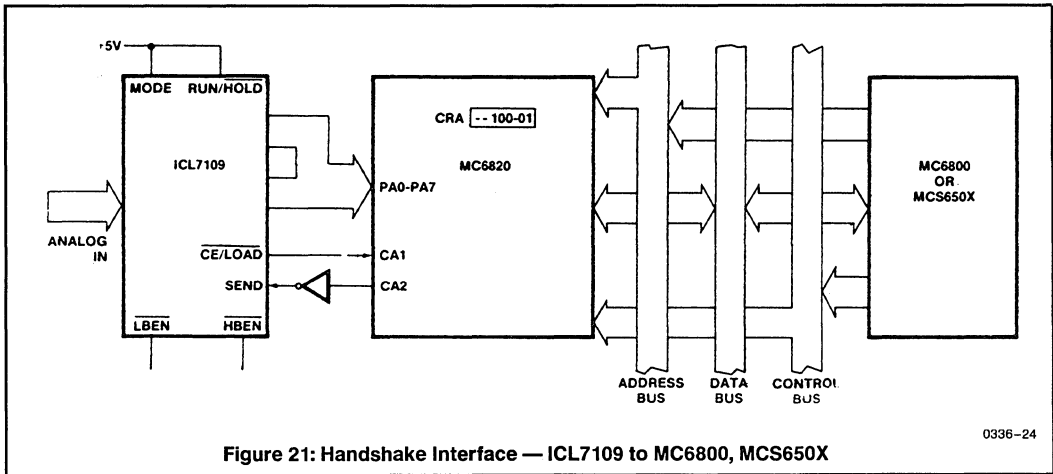 +5V
MODE RUN/HOLD
ICL7109
ANALOG
IN
CE/LOAD
SEND
LBEN HBEN
CRA -- 100-01
MC6820
PA0-PA7
CA1
CA2
MC6800
OR
MCS650X
ADDRESS
BUS
DATA
BUS
CONTROL
BUS
0336-24
Figure 21: Handshake Interface — ICL7109 to MC6800, MCS650X